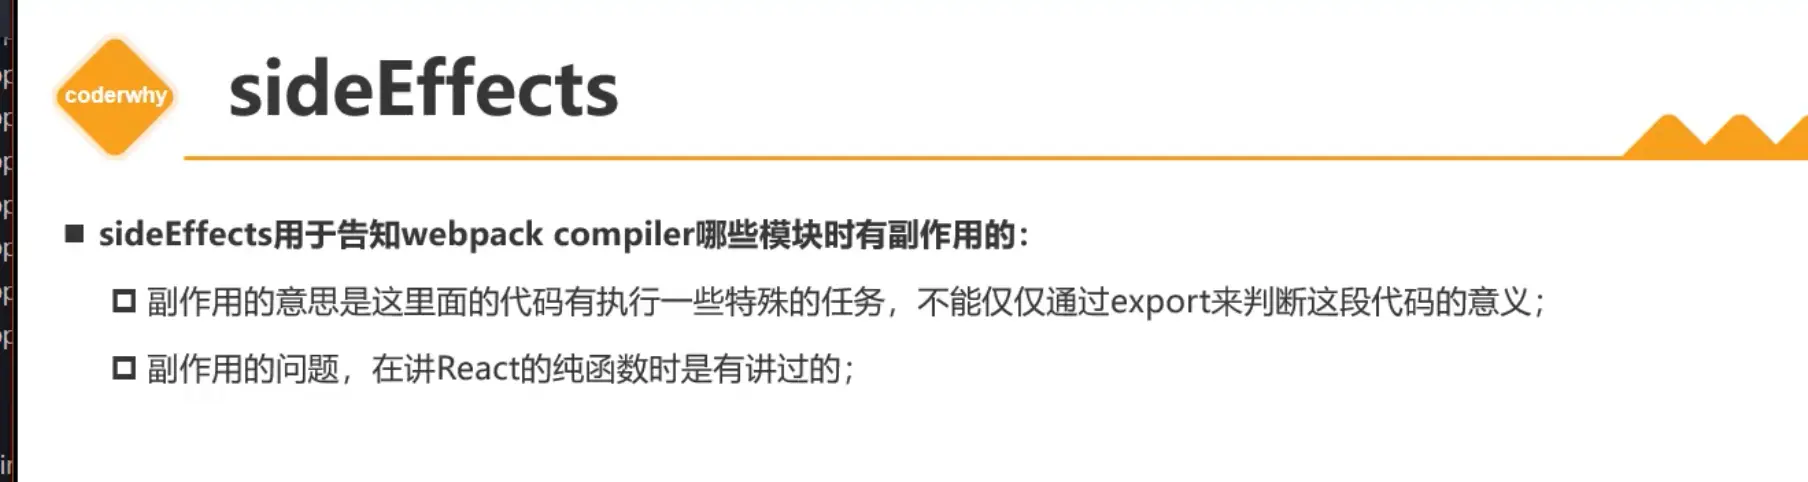 coderwhy
sideEffects
sideEffects用于告知webpack compiler哪些模块时有副作用的：
副作用的意思是这里面的代码有执行一些特殊的任务，不能仅仅通过export来判断这段代码的意义；
副作用的问题，在讲React的纯函数时是有讲过的；